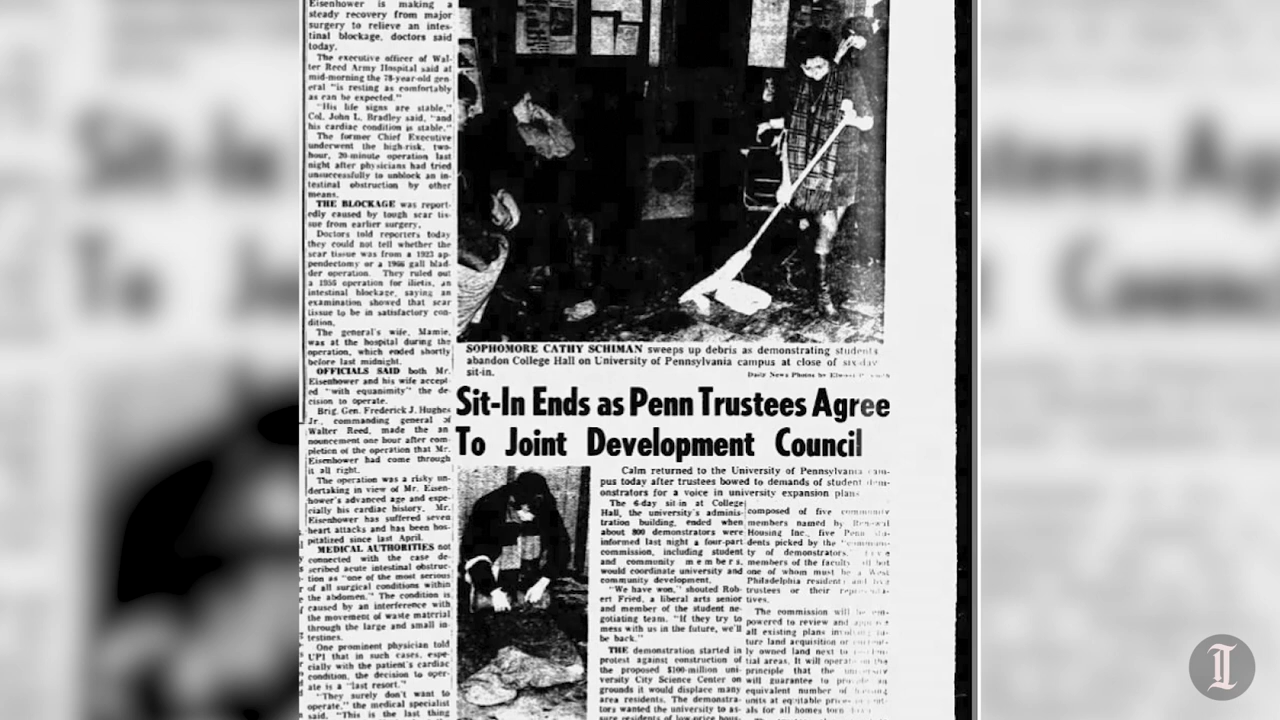 Eisenhower is making a
steady recovery from major
surgery to relieve an intes-
tinal blockage, doctors said
today.
The executive officer of Wal-
ter Reed Army Hospital said at
mid-morning the 78-year-old gen-
eral "is resting as comfortably
as can be expected."
"His life signs are stable,"
Col. John L. Bradley said, "and
his cardiac condition is stable."
The former Chief Executive
underwent the high-risk, two-
hour, 20-minute operation last
night after physicians had tried
unsuccessfully to unblock an in-
testinal obstruction by other
means.
THE BLOCKAGE was report-
edly caused by tough scar tis-
sue from earlier surgery.
Doctors told reporters today
they could not tell whether the
scar tissue was from a 1923 ap-
pendectomy or a 1966 gall blad-
der operation. They ruled out
a 1956 operation for ileitis, an
intestinal blockage, saying an
examination showed that scar
tissue to be in satisfactory con-
dition.
The general's wife, Mamie,
was at the hospital during the
operation, which ended shortly
before last midnight.
OFFICIALS SAID both Mr.
Eisenhower and his wife accept-
ed "with equanimity" the de-
cision to operate.
Brig. Gen. Frederick J. Hughes
Jr., commanding general of
Walter Reed, made the an
nouncement one hour after com-
pletion of the operation that Mr.
Eisenhower had come through
it all right.
The operation was a risky un-
dertaking in view of Mr. Eisen-
hower's advanced age and espe-
cially his cardiac history. Mr.
Eisenhower has suffered seven
heart attacks and has been hos-
pitalized since last April.
MEDICAL AUTHORITIES not
connected with the case de-
scribed acute intestinal obstruc-
tion as "one of the most serious
of all surgical conditions within
the abdomen." The condition is
caused by an interference with
the movement of waste material
through the large and small in-
testines.
One prominent physician told
UPI that in such cases, espe-
cially with the patient's cardiac
condition, the decision to oper-
ate is a "last resort."
"They surely don't want to
operate," the medical specialist
said. "This is the last thing
SOPHOMORE CATHY SCHIMAN sweeps up debris as demonstrating students
abandon College Hall on University of Pennsylvania campus at close of six-day
sit-in.
Daily News Photos by
Sit-In Ends as Penn Trustees Agree
To Joint Development Council
Calm returned to the University of Pennsylvania cam-
pus today after trustees bowed to demands of student dem-
onstrators for a voice in university expansion plans
The 6-day sit-in at College
Hall, the university's adminis-
tration building, ended when
about 800 demonstrators were
informed last night a four-part
commission, including student
and community members,
would coordinate university and
community development.
"We have won," shouted Rob-
ert Fried, a liberal arts senior
and member of the student ne-
gotiating team. "If they try to
mess with us in the future, we'll
be back."
THE demonstration started in
protest against construction of
the proposed $100-million uni-
versity City Science Center on
grounds it would displace many
area residents. The demonstra-
tors wanted the university to as-
sure residents of low-price hous-
composed of five community
members named by Renewal
Housing Inc., five Penn stu-
dents picked by the
ty of demonstrators, five
members of the faculty all but
one of whom must be a West
Philadelphia resident and five
trustees or their representa-
tives.
The commission will be em-
powered to review and approve
all existing plans involving fu-
ture land acquisition or
ly owned land next to
tial areas. It will operate on the
principle that the university
will guarantee to provide an
equivalent number of housing
units at equitable prices or rent-
als for all homes torn
I